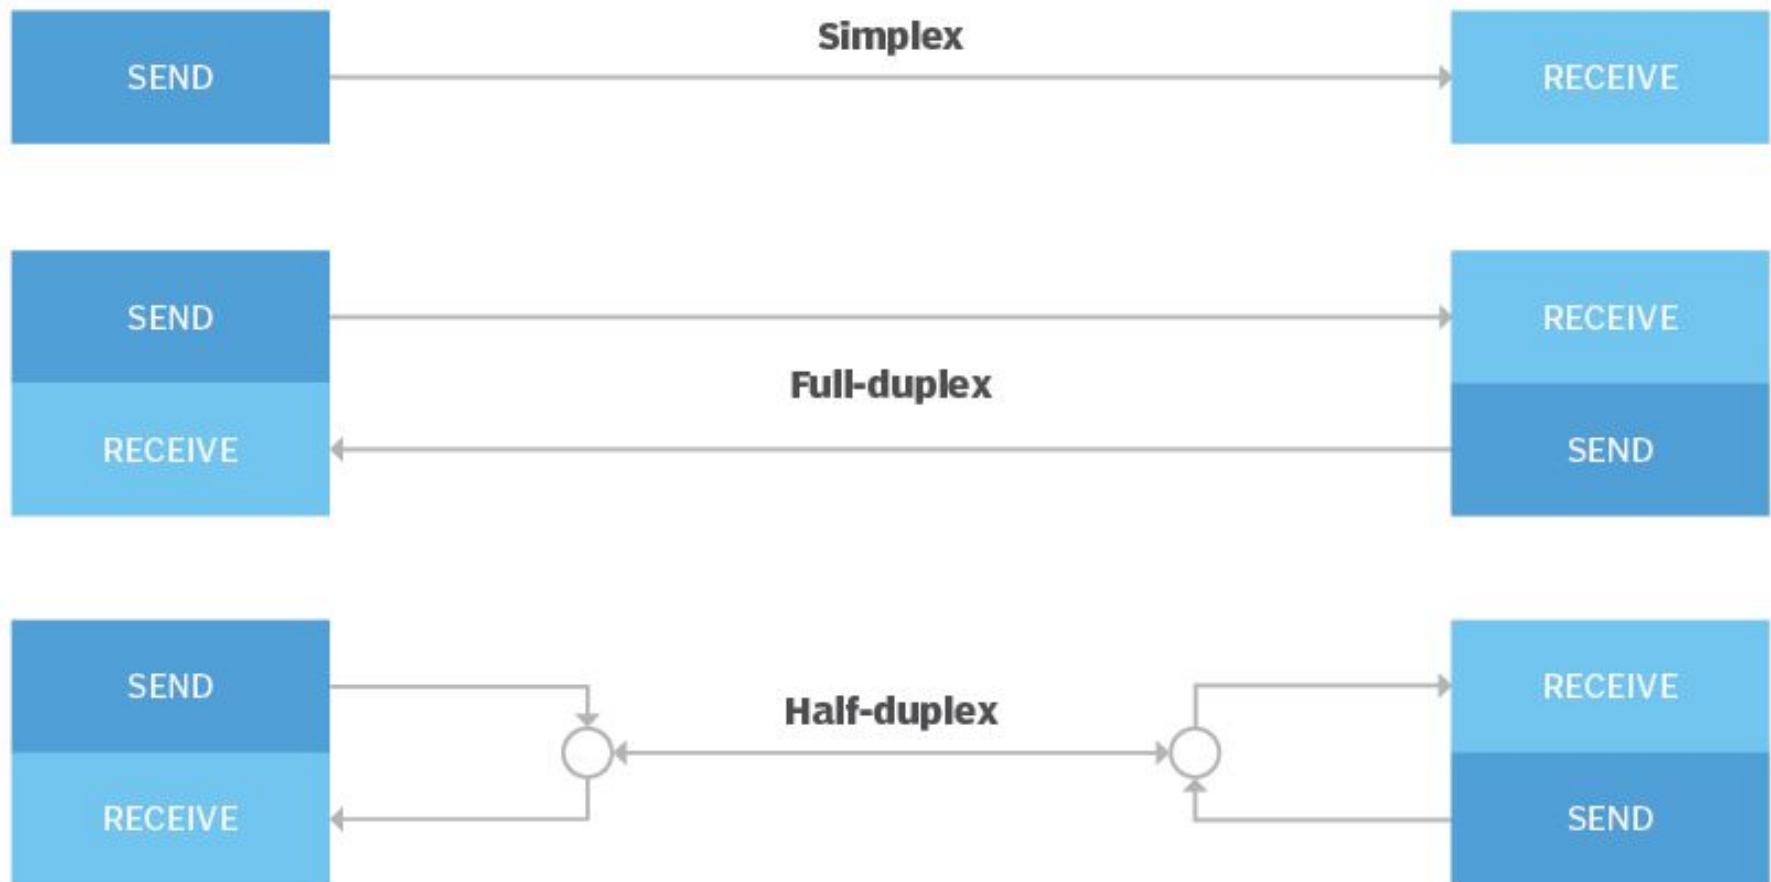 Simplex
SEND
RECEIVE
SEND
RECEIVE
Full-duplex
RECEIVE
SEND
SEND
RECEIVE
Half-duplex
RECEIVE
SEND